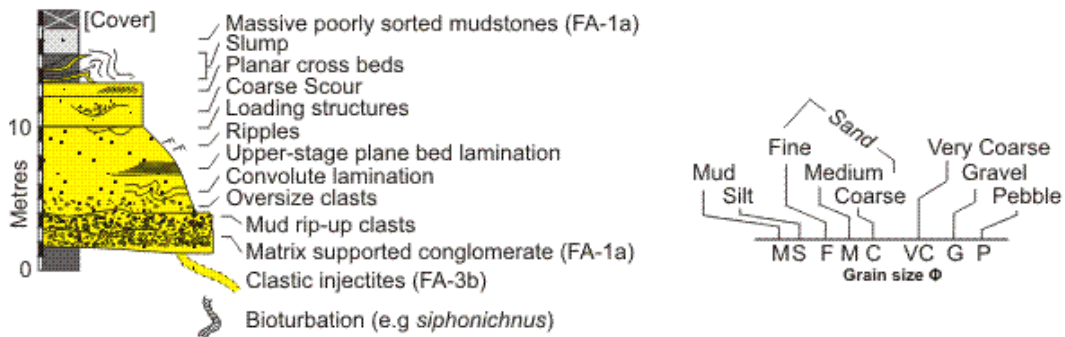 [Cover]
Massive poorly sorted mudstones (FA-1a)
Slump
Planar cross beds
Coarse Scour
Loading structures
Ripples
Upper-stage plane bed lamination
Convolute lamination
Oversize clasts
Mud rip-up clasts
Matrix supported conglomerate (FA-1a)
Clastic injectites (FA-3b)
Bioturbation (e.g siphonichnus)
10
Metres
0
Sand
Fine
Very Coarse
Mud
Medium
Gravel
Silt
Coarse
Pebble
M S F M C VC G P
Grain size Φ